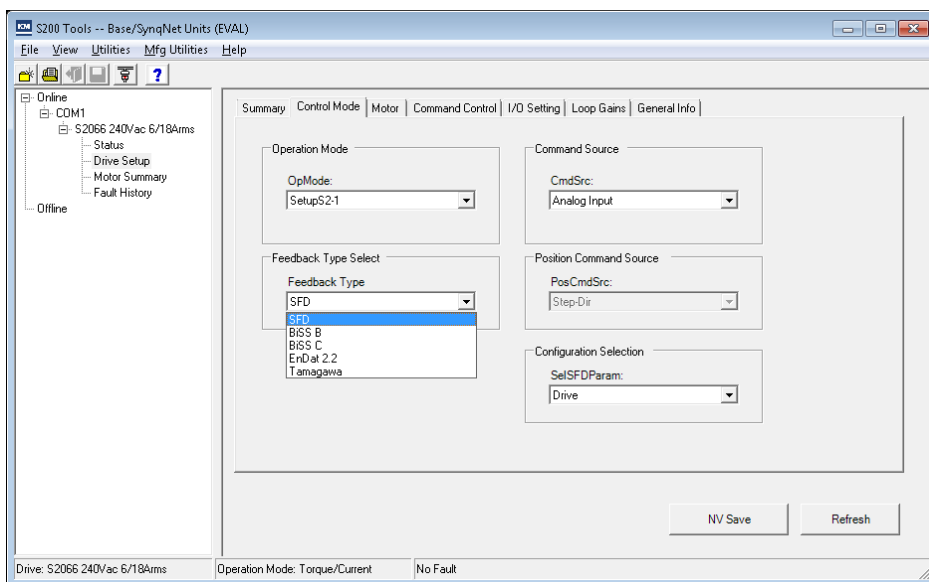 S200 Tools -- Base/SynqNet Units (EVAL)
File View Utilities Mfg Utilities Help
Online
COM1
S2066 240Vac 6/18Arms
Status
Drive Setup
Motor Summary
Fault History
Offline
Summary Control Mode Motor Command Control I/O Setting Loop Gains General Info
Operation Mode
OpMode:
SetupS2-1
Command Source
CmdSrc:
Analog Input
Feedback Type Select
Feedback Type
SFD
SFD
BiSS B
BiSS C
EnDat 2.2
Tamagawa
Position Command Source
PosCmdSrc:
Step-Dir
Configuration Selection
SelSFDParam:
Drive
NV Save Refresh
Drive: S2066 240Vac 6/18Arms Operation Mode: Torque/Current No Fault